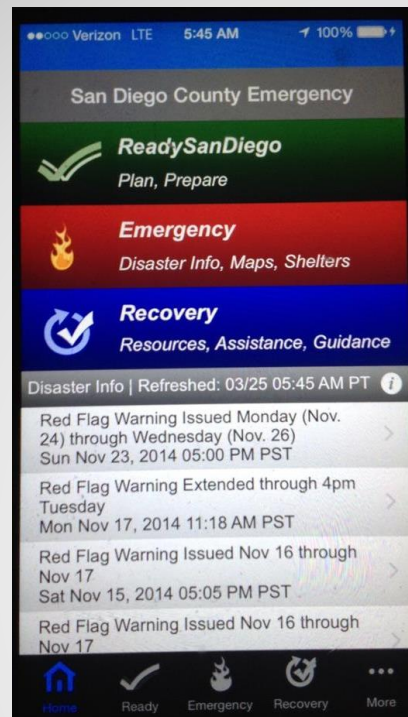 Verizon LTE 5:45 AM 100%
San Diego County Emergency
ReadySanDiego
Plan, Prepare
Emergency
Disaster Info, Maps, Shelters
Recovery
Resources, Assistance, Guidance
Disaster Info | Refreshed: 03/25 05:45 AM PT i
Red Flag Warning Issued Monday (Nov.
24) through Wednesday (Nov. 26)
Sun Nov 23, 2014 05:00 PM PST
Red Flag Warning Extended through 4pm
Tuesday
Mon Nov 17, 2014 11:18 AM PST
Red Flag Warning Issued Nov 16 through
Nov 17
Sat Nov 15, 2014 05:05 PM PST
Red Flag Warning Issued Nov 16 through
Nov 17
Home Ready Emergency Recovery More